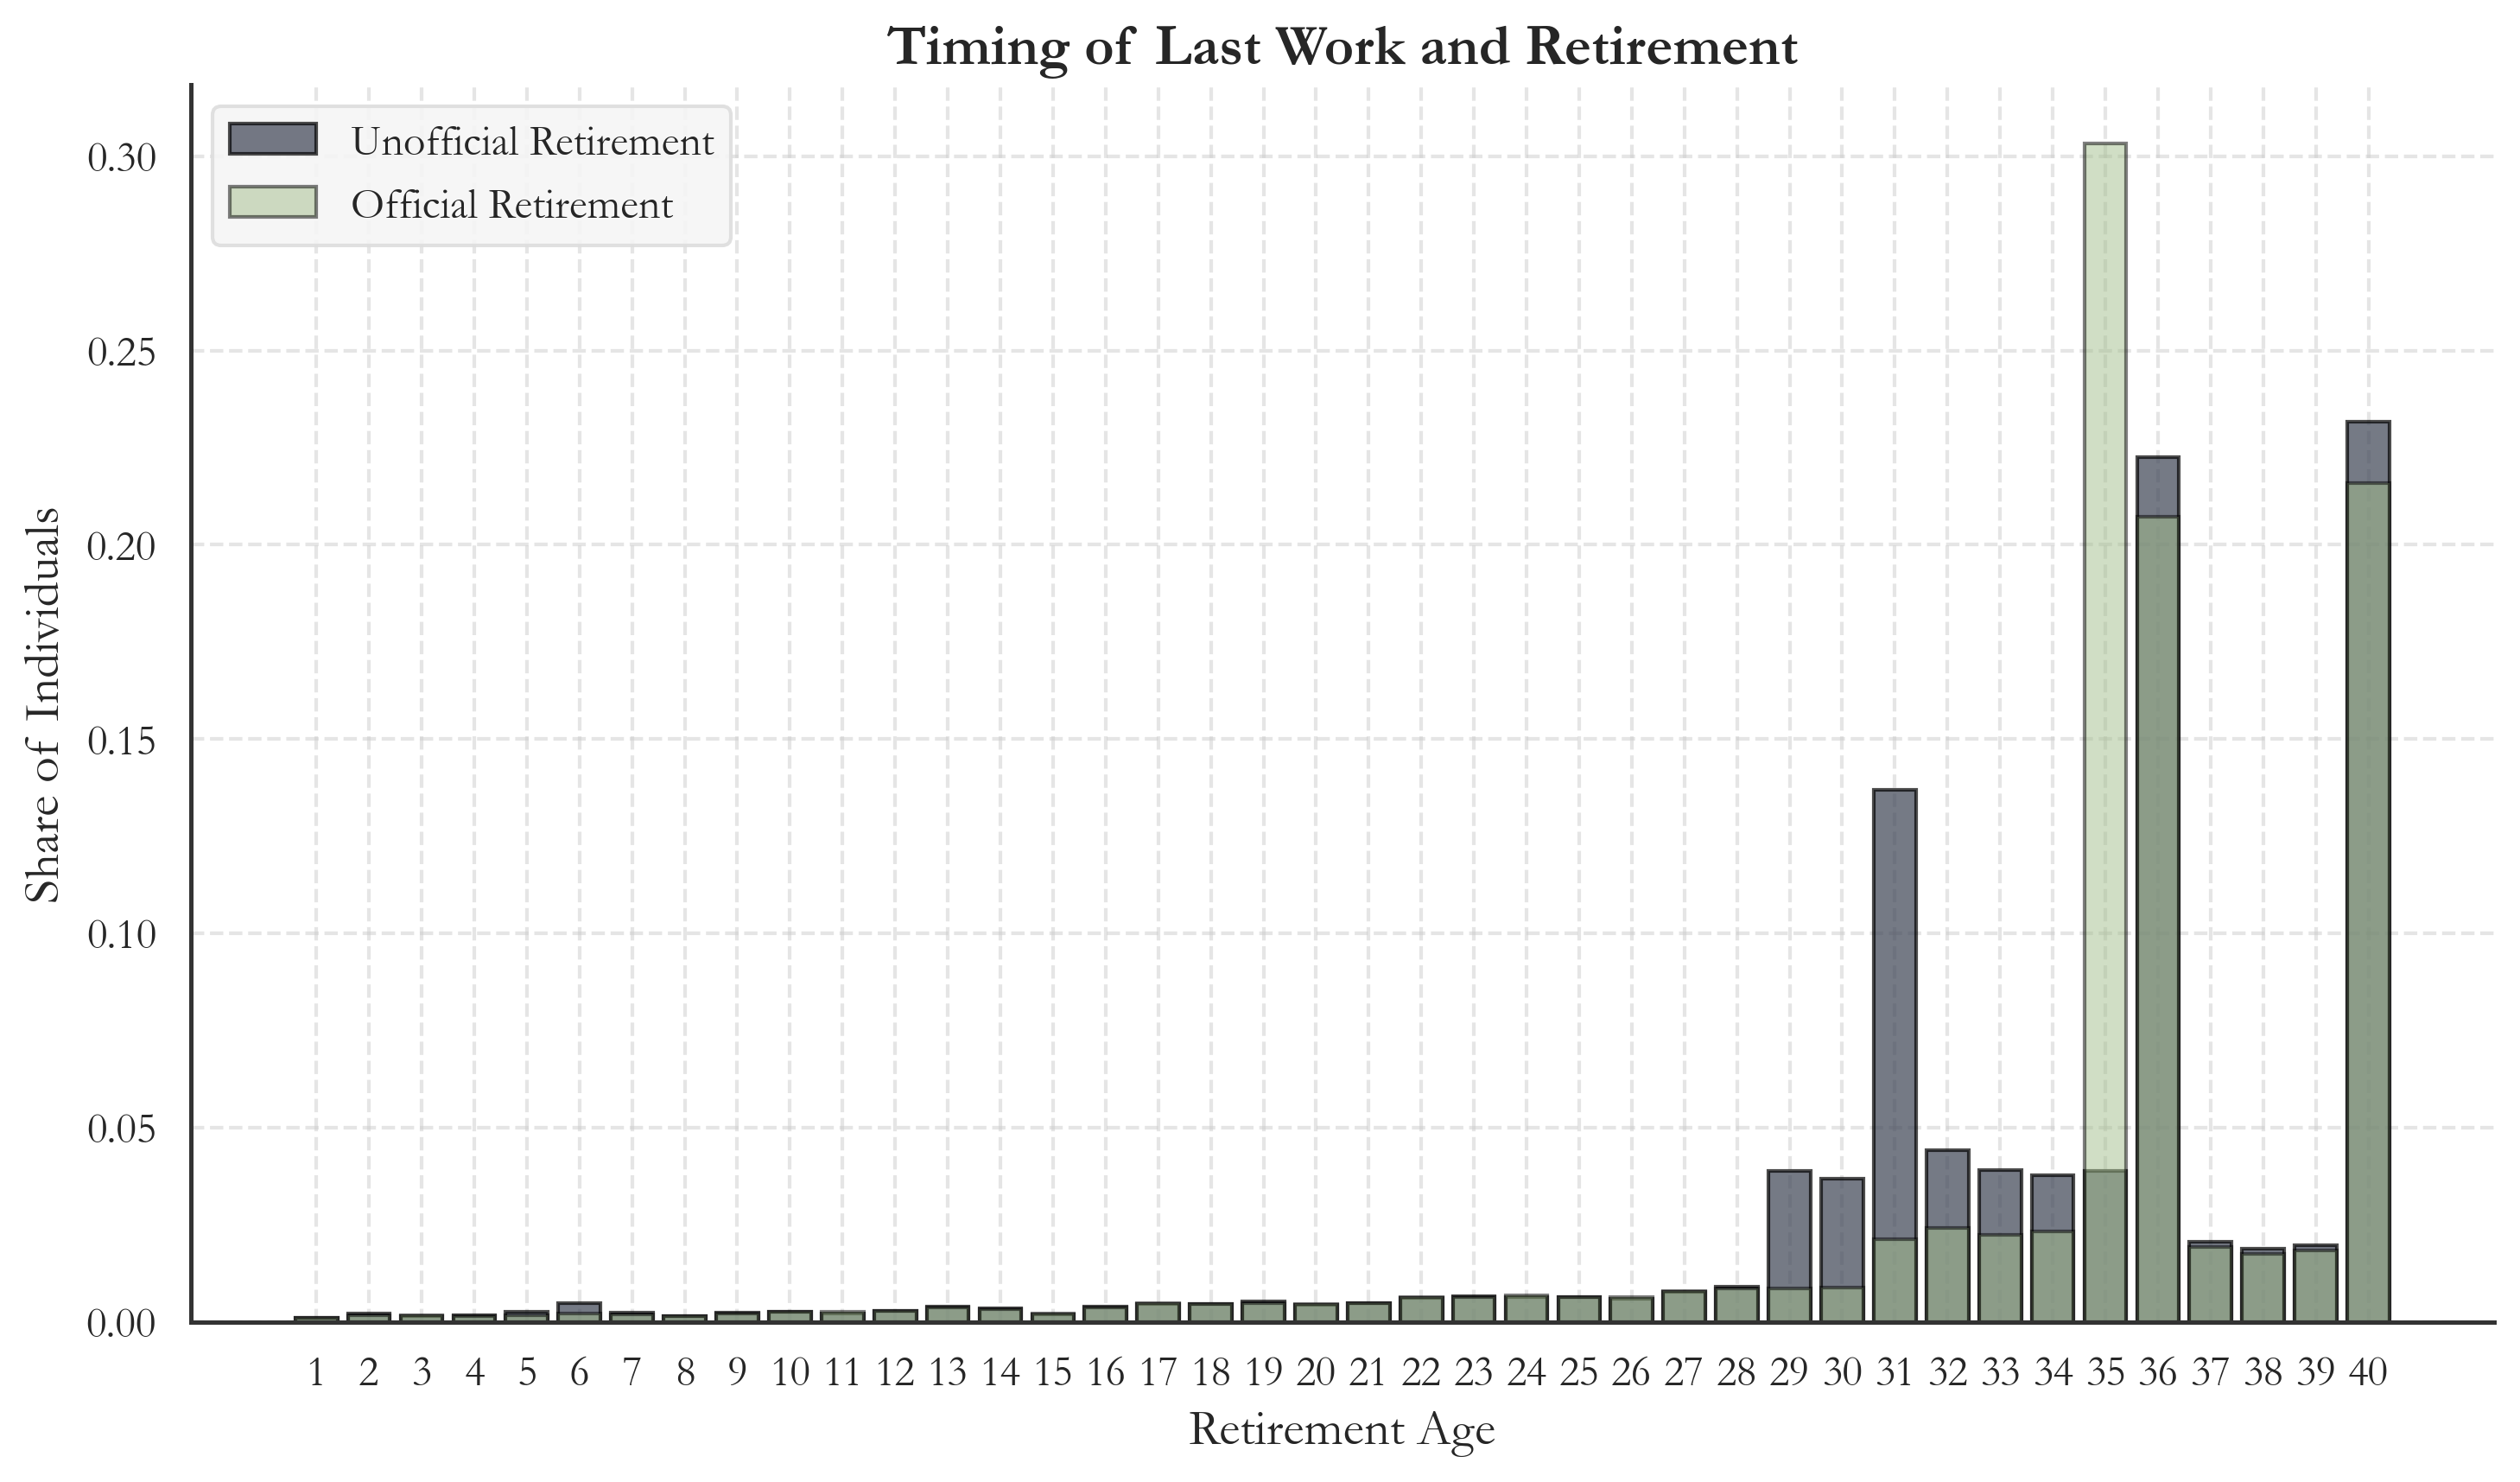 Timing of Last Work and Retirement
Unofficial Retirement
Official Retirement
Share of Individuals
0.30
0.25
0.20
0.15
0.10
0.05
0.00
1 2 3 4 5 6 7 8 9 10 11 12 13 14 15 16 17 18 19 20 21 22 23 24 25 26 27 28 29 30 31 32 33 34 35 36 37 38 39 40
Retirement Age